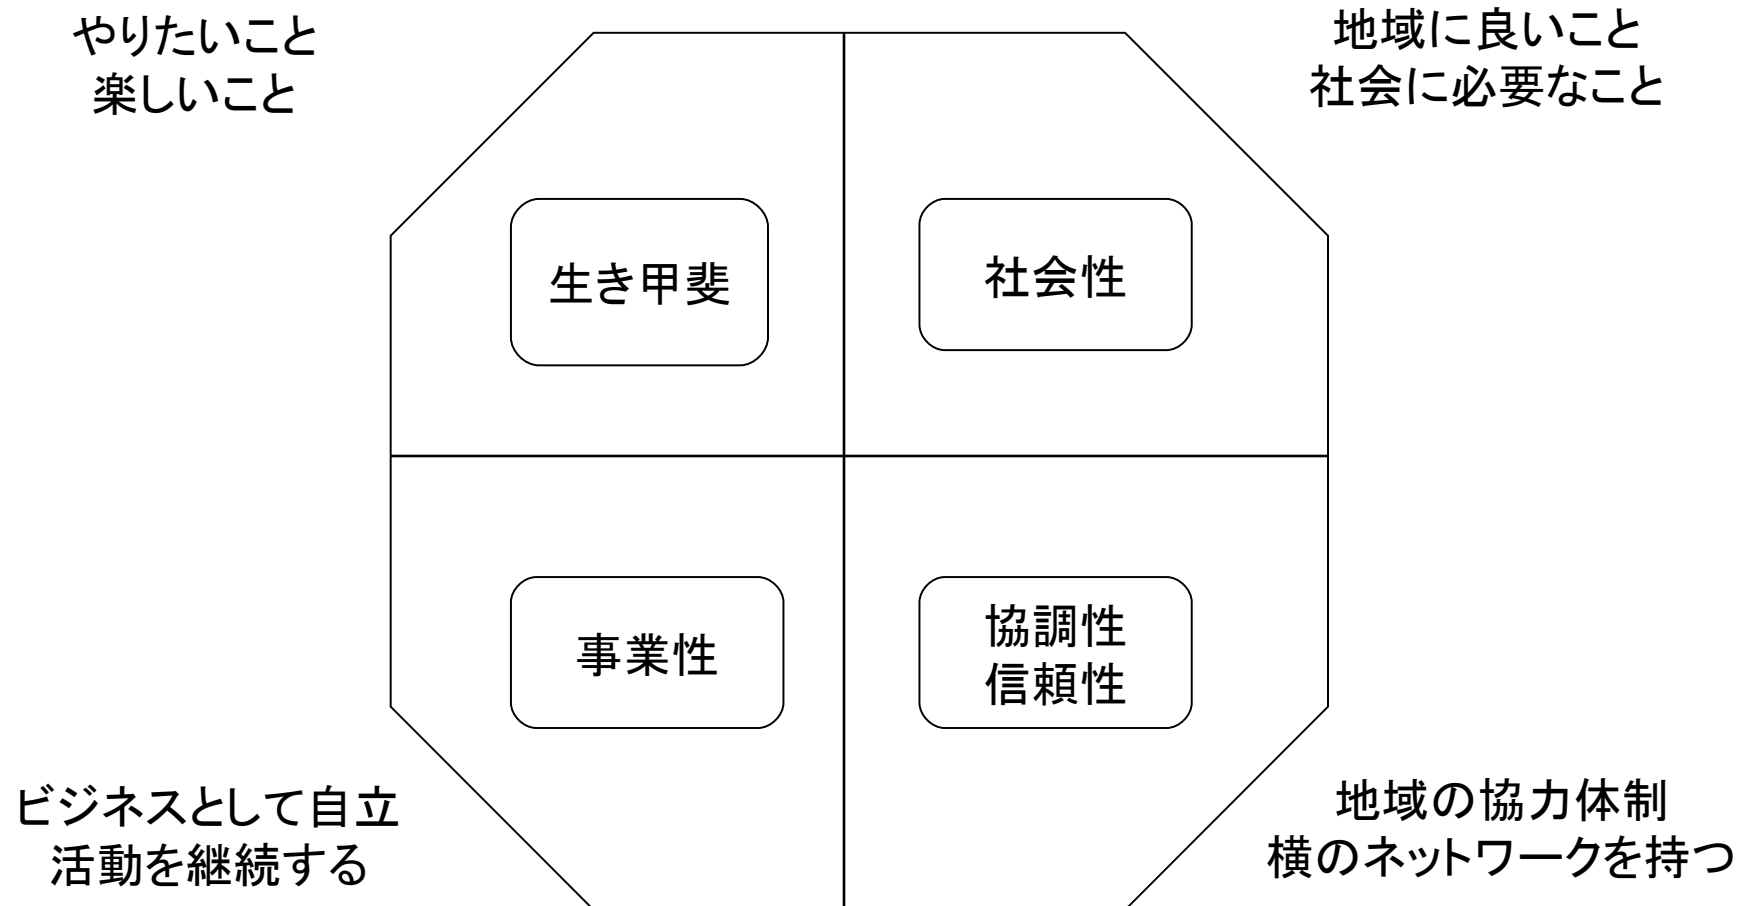 やりたいこと
楽しいこと
地域に良いこと
社会に必要なこと
生き甲斐
社会性
事業性
協調性
信頼性
ビジネスとして自立
活動を継続する
地域の協力体制
横のネットワークを持つ